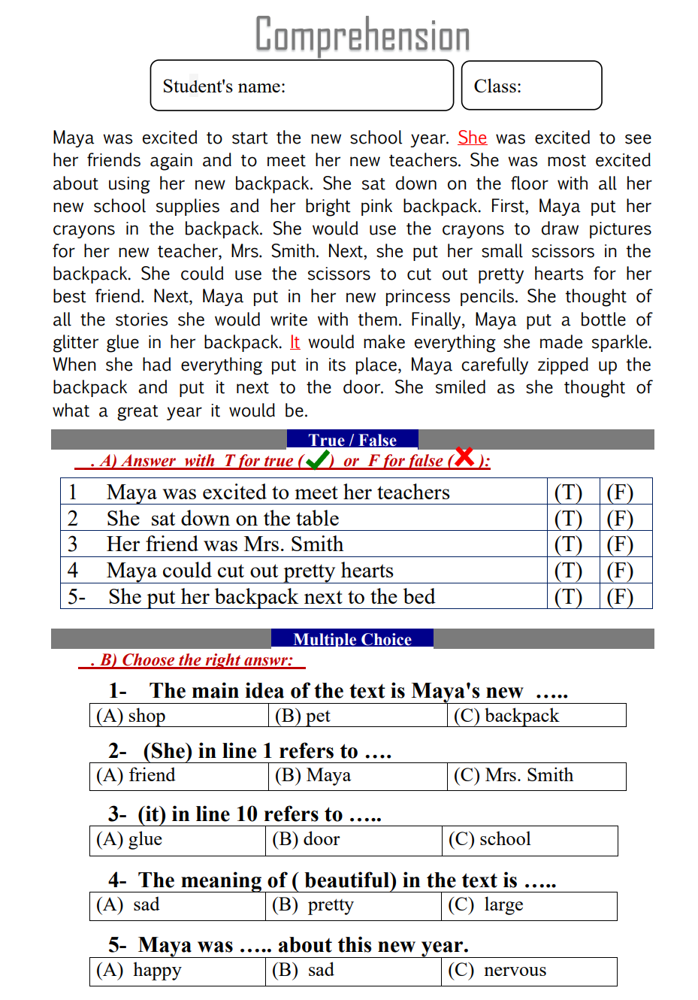 Comprehension
Student's name:
Class:
Maya was excited to start the new school year. She was excited to see
her friends again and to meet her new teachers. She was most excited
about using her new backpack. She sat down on the floor with all her
new school supplies and her bright pink backpack. First, Maya put her
crayons in the backpack. She would use the crayons to draw pictures
for her new teacher, Mrs. Smith. Next, she put her small scissors in the
backpack. She could use the scissors to cut out pretty hearts for her
best friend. Next, Maya put in her new princess pencils. She thought of
all the stories she would write with them. Finally, Maya put a bottle of
glitter glue in her backpack. It would make everything she made sparkle.
When she had everything put in its place, Maya carefully zipped up the
backpack and put it next to the door. She smiled as she thought of
what a great year it would be.
True / False
. A) Answer with T for true (✔) or F for false (❌):
1 Maya was excited to meet her teachers (T) (F)
2 She sat down on the table (T) (F)
3 Her friend was Mrs. Smith (T) (F)
4 Maya could cut out pretty hearts (T) (F)
5- She put her backpack next to the bed (T) (F)
Multiple Choice
. B) Choose the right answr:
1- The main idea of the text is Maya's new …..
(A) shop (B) pet (C) backpack
2- (She) in line 1 refers to ….
(A) friend (B) Maya (C) Mrs. Smith
3- (it) in line 10 refers to …..
(A) glue (B) door (C) school
4- The meaning of ( beautiful) in the text is …..
(A) sad (B) pretty (C) large
5- Maya was ….. about this new year.
(A) happy (B) sad (C) nervous